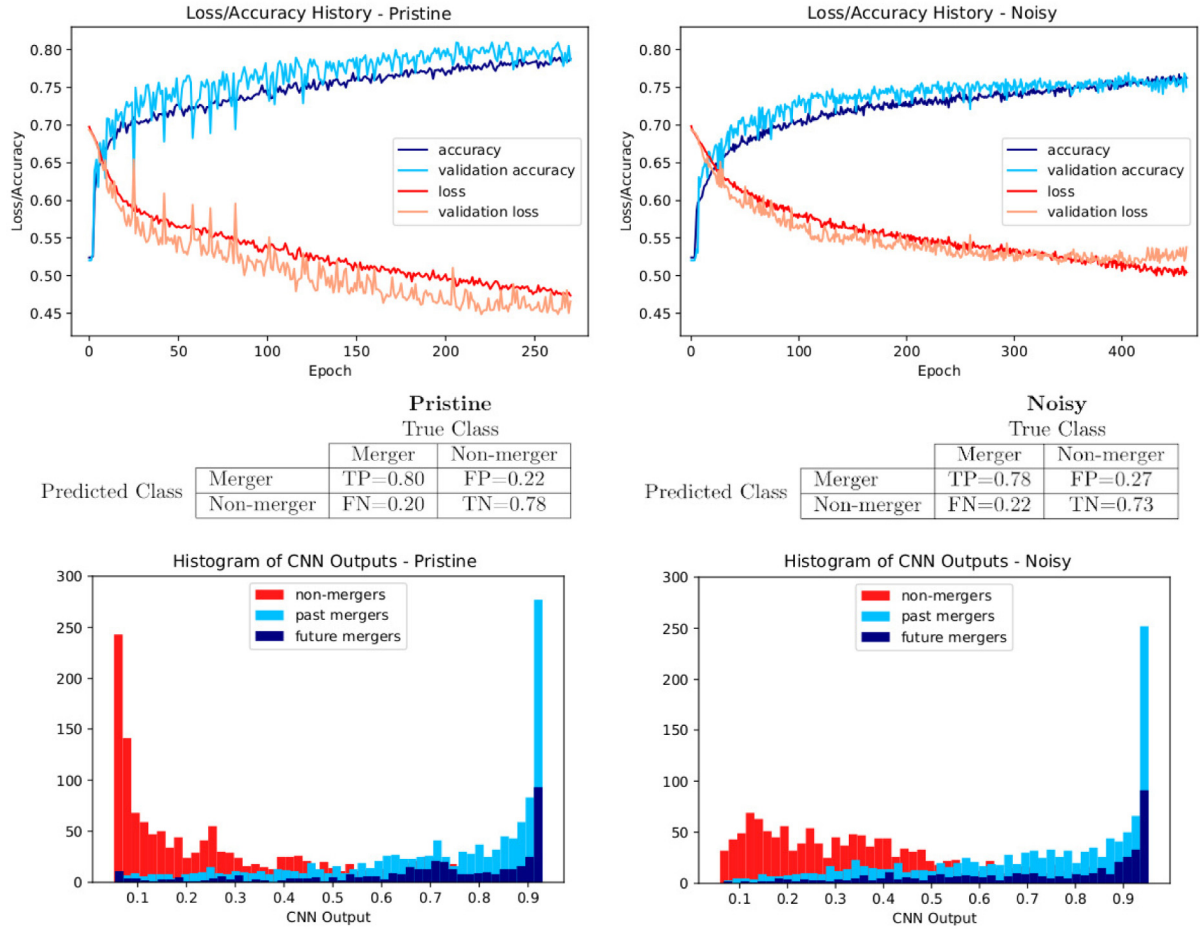 Loss/Accuracy History - Pristine
0.80
0.75
0.70
0.65
0.60
0.55
0.50
0.45
Loss/Accuracy
accuracy
validation accuracy
loss
validation loss
0 50 100 150 200 250
Epoch
Loss/Accuracy History - Noisy
0.80
0.75
0.70
0.65
0.60
0.55
0.50
0.45
Loss/Accuracy
accuracy
validation accuracy
loss
validation loss
0 100 200 300 400
Epoch
Pristine
True Class
Merger Non-merger
Predicted Class
Merger TP=0.80 FP=0.22
Non-merger FN=0.20 TN=0.78
Noisy
True Class
Merger Non-merger
Predicted Class
Merger TP=0.78 FP=0.27
Non-merger FN=0.22 TN=0.73
Histogram of CNN Outputs - Pristine
300
250
200
150
100
50
0
non-mergers
past mergers
future mergers
0.1 0.2 0.3 0.4 0.5 0.6 0.7 0.8 0.9
CNN Output
Histogram of CNN Outputs - Noisy
300
250
200
150
100
50
0
non-mergers
past mergers
future mergers
0.1 0.2 0.3 0.4 0.5 0.6 0.7 0.8 0.9
CNN Output